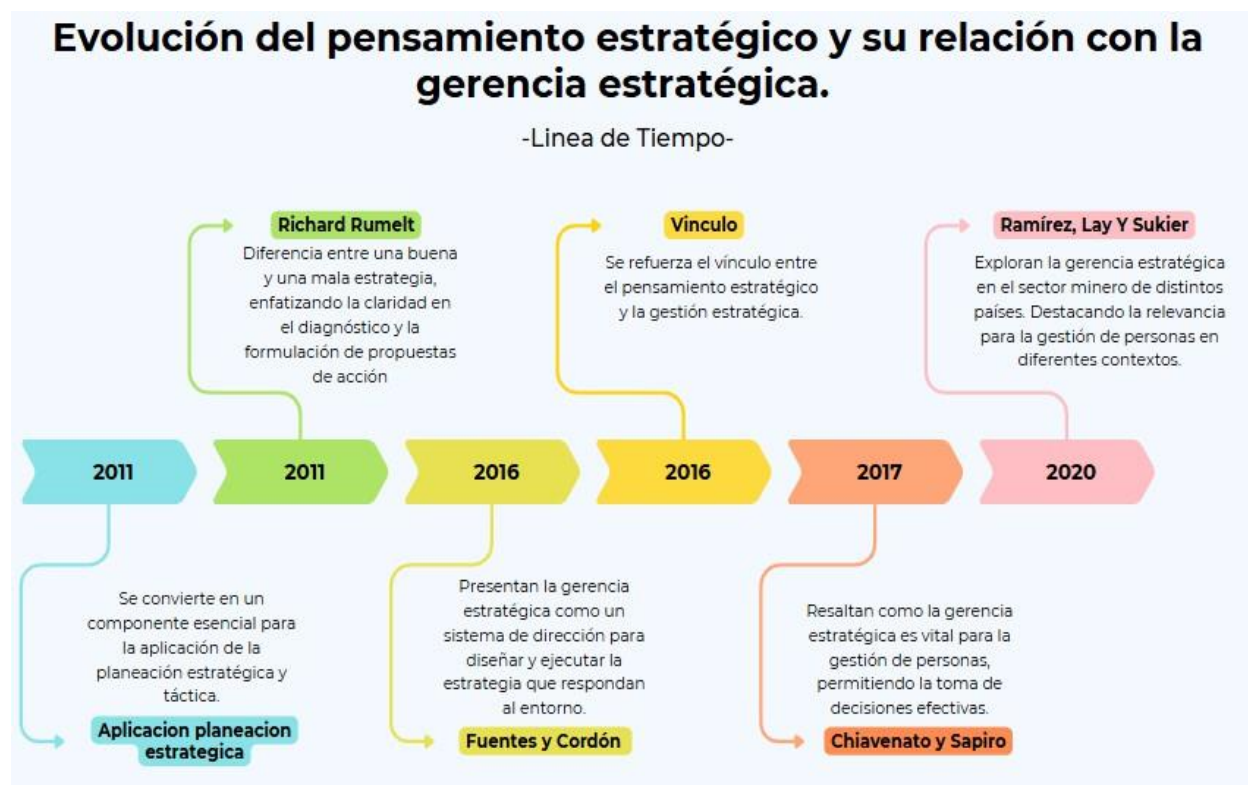 Evolución del pensamiento estratégico y su relación con la
gerencia estratégica.
-Linea de Tiempo-
Richard Rumelt
Diferencia entre una buena
y una mala estrategia,
enfatizando la claridad en
el diagnóstico y la
formulación de propuestas
de acción
Vinculo
Se refuerza el vínculo entre
el pensamiento estratégico
y la gestión estratégica.
Ramírez, Lay Y Sukier
Exploran la gerencia estratégica
en el sector minero de distintos
países. Destacando la relevancia
para la gestión de personas en
diferentes contextos.
2011
2011
2016
2016
2017
2020
Se convierte en un
componente esencial para
la aplicación de la
planeación estratégica y
táctica.
Aplicacion planeacion
estrategica
Presentan la gerencia
estratégica como un
sistema de dirección para
diseñar y ejecutar la
estrategia que respondan
al entorno.
Fuentes y Cordón
Resaltan como la gerencia
estratégica es vital para la
gestión de personas,
permitiendo la toma de
decisiones efectivas.
Chiavenato y Sapiro